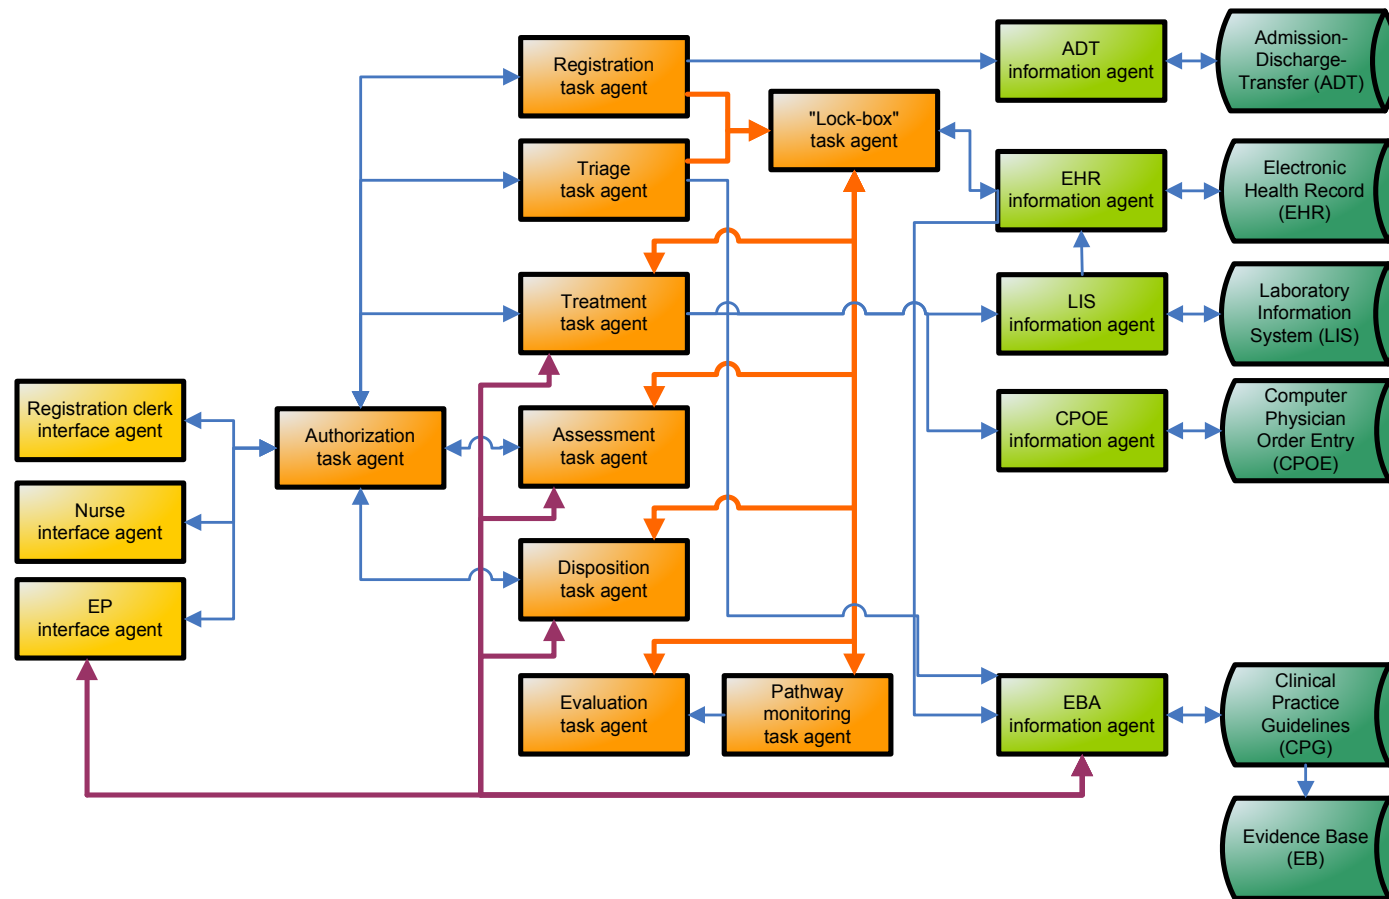 Registration
task agent
ADT
information agent
Admission-
Discharge-
Transfer (ADT)
"Lock-box"
task agent
Triage
task agent
EHR
information agent
Electronic
Health Record
(EHR)
Treatment
task agent
LIS
information agent
Laboratory
Information
System (LIS)
Registration clerk
interface agent
Authorization
task agent
Assessment
task agent
CPOE
information agent
Computer
Physician
Order Entry
(CPOE)
Nurse
interface agent
EP
interface agent
Disposition
task agent
Evaluation
task agent
Pathway
monitoring
task agent
EBA
information agent
Clinical
Practice
Guidelines
(CPG)
Evidence Base
(EB)